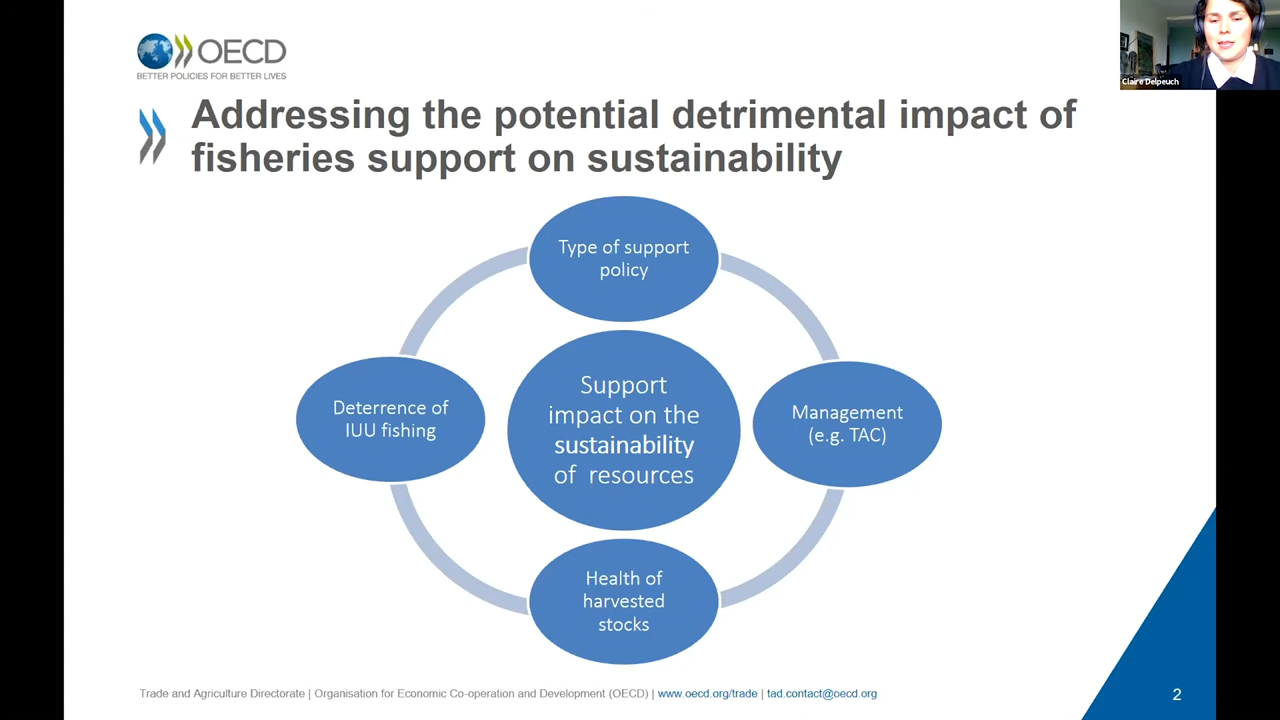 OECD
BETTER POLICIES FOR BETTER LIVES
Claire Delpeuch
Addressing the potential detrimental impact of
fisheries support on sustainability
Type of support
policy
Deterrence of
IUU fishing
Support
impact on the
sustainability
of resources
Management
(e.g. TAC)
Health of
harvested
stocks
Trade and Agriculture Directorate | Organisation for Economic Co-operation and Development (OECD) | www.oecd.org/trade | tad.contact@oecd.org
2